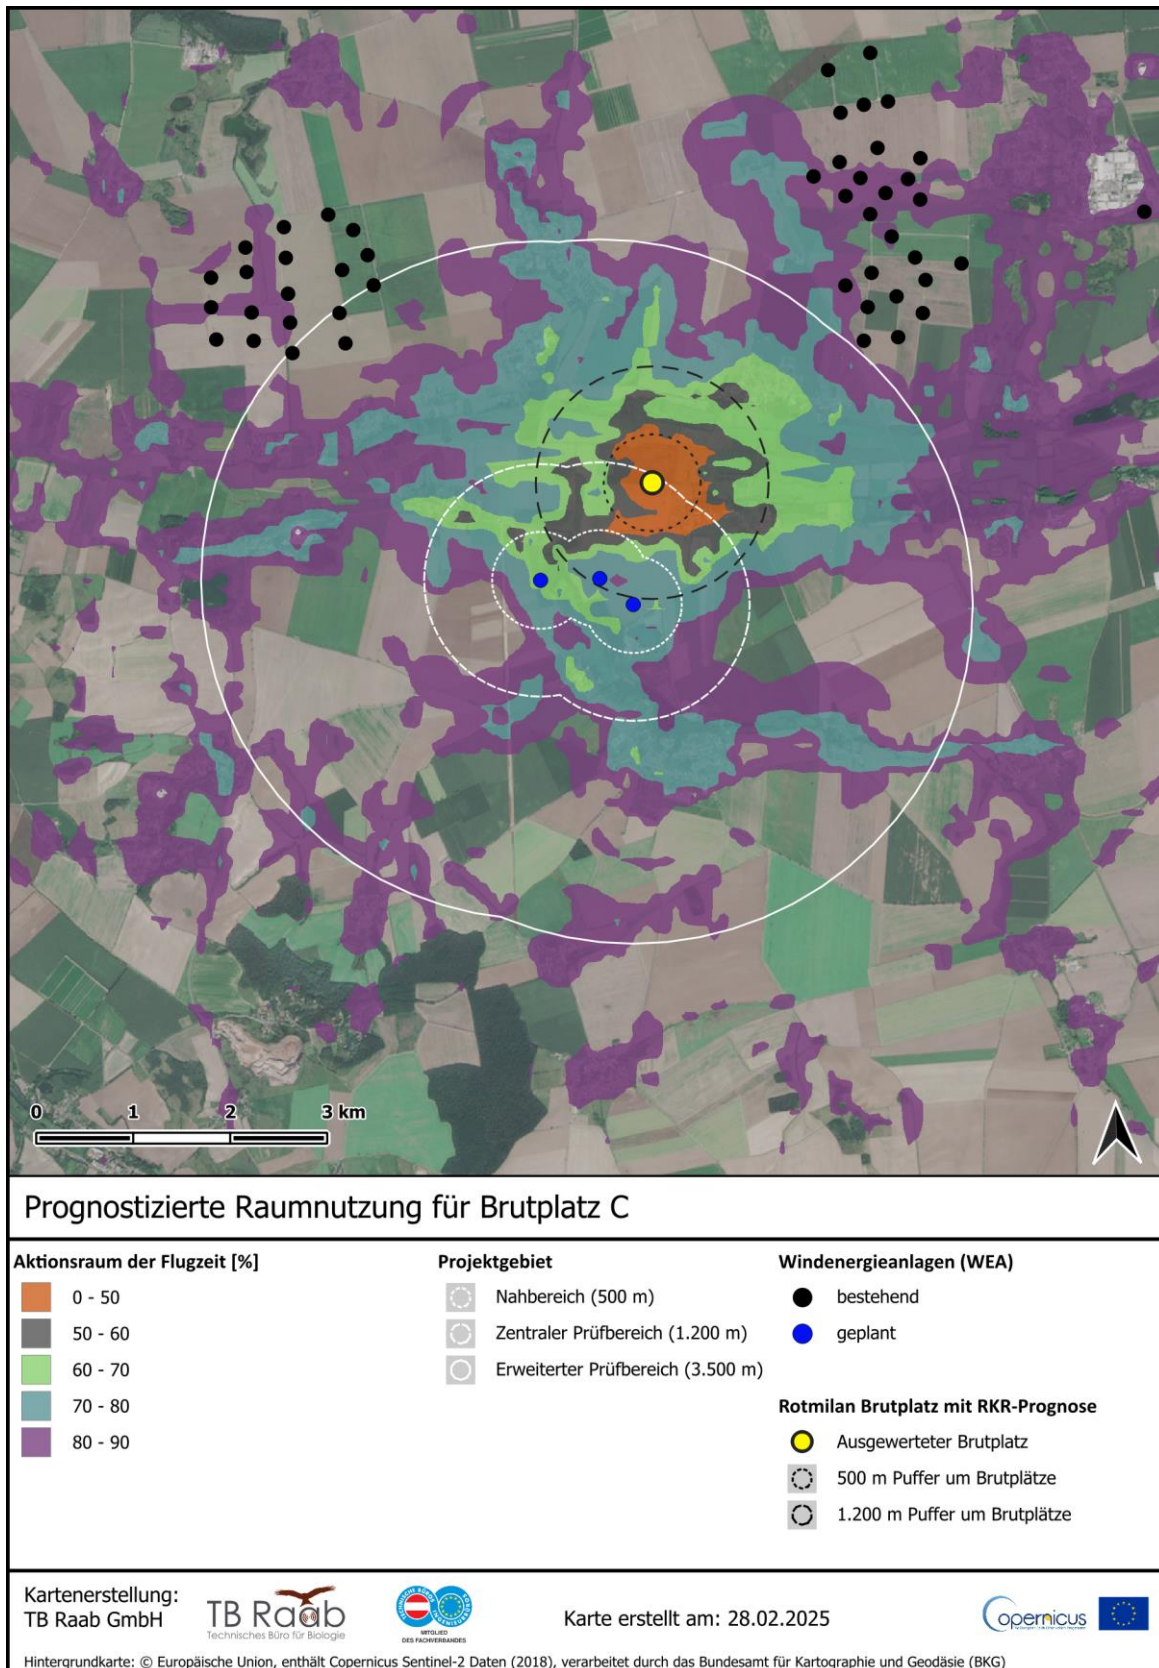 0 1 2 3 km
Prognostizierte Raumnutzung für Brutplatz C
Aktionsraum der Flugzeit [%]
0 - 50
50 - 60
60 - 70
70 - 80
80 - 90
Projektgebiet
Nahbereich (500 m)
Zentraler Prüfbereich (1.200 m)
Erweiterter Prüfbereich (3.500 m)
Windenergieanlagen (WEA)
bestehend
geplant
Rotmilan Brutplatz mit RKR-Prognose
Ausgewerteter Brutplatz
500 m Puffer um Brutplätze
1.200 m Puffer um Brutplätze
Kartenerstellung:
TB Raab GmbH
TB Raab
Technisches Büro für Biologie
MITGLIED
DES FACHVERBANDES
Karte erstellt am: 28.02.2025
opernicus
Hintergrundkarte: © Europäische Union, enthält Copernicus Sentinel-2 Daten (2018), verarbeitet durch das Bundesamt für Kartographie und Geodäsie (BKG)